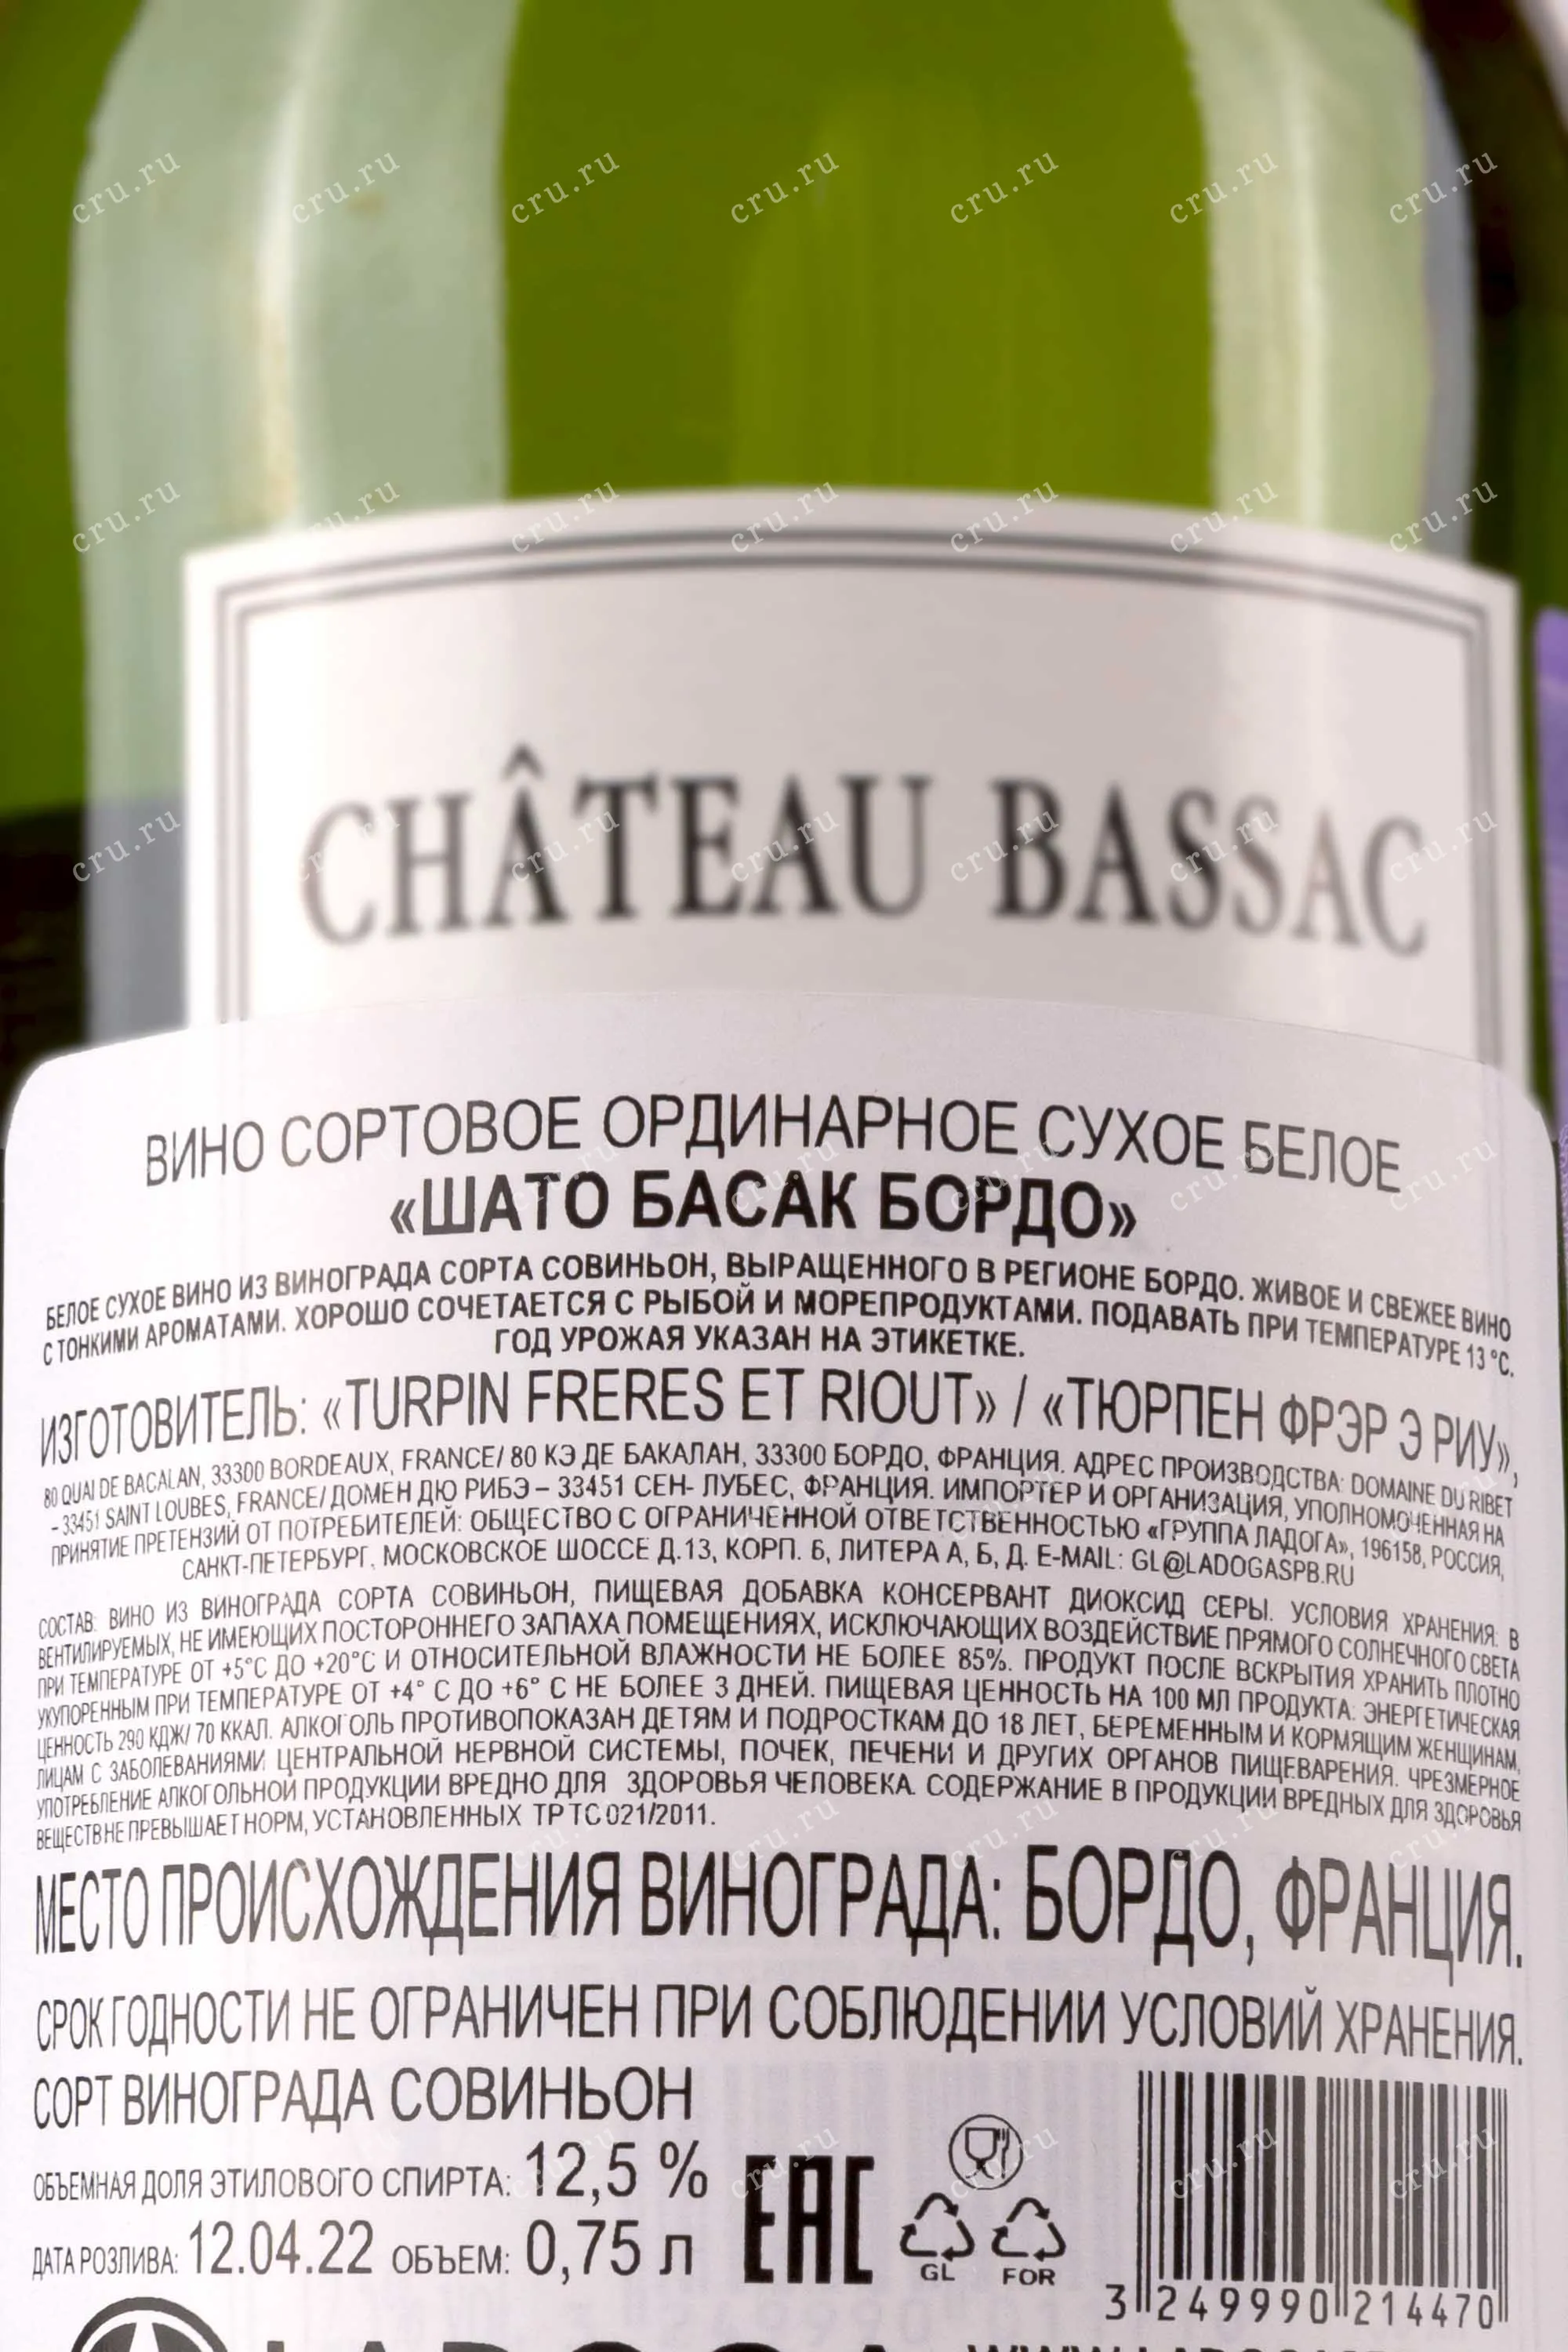 CHÂTEAU BASSAC
ВИНО СОРТОВОЕ ОРДИНАРНОЕ СУХОЕ БЕЛОЕ
«ШАТО БАСАК БОРДО»
БЕЛОЕ СУХОЕ ВИНО ИЗ ВИНОГРАДА СОРТА СОВИНЬОН, ВЫРАЩЕННОГО В РЕГИОНЕ БОРДО. ЖИВОЕ И СВЕЖЕЕ ВИНО
С ТОНКИМИ АРОМАТАМИ. ХОРОШО СОЧЕТАЕТСЯ С РЫБОЙ И МОРЕПРОДУКТАМИ. ПОДАВАТЬ ПРИ ТЕМПЕРАТУРЕ 13 °С.
ГОД УРОЖАЯ УКАЗАН НА ЭТИКЕТКЕ.
ИЗГОТОВИТЕЛЬ: «TURPIN FRERES ET RIOUT» / «ТЮРПЕН ФРЭР Э РИУ»,
80 QUAI DE BACALAN, 33300 BORDEAUX, FRANCE/ 80 КЭ ДЕ БАКАЛАН, 33300 БОРДО, ФРАНЦИЯ. АДРЕС ПРОИЗВОДСТВА: DOMAINE DU RIBET
- 33451 SAINT LOUBES, FRANCE/ ДОМЕН ДЮ РИБЭ – 33451 СЕН- ЛУБЕС, ФРАНЦИЯ. ИМПОРТЕР И ОРГАНИЗАЦИЯ, УПОЛНОМОЧЕННАЯ НА
ПРИНЯТИЕ ПРЕТЕНЗИЙ ОТ ПОТРЕБИТЕЛЕЙ: ОБЩЕСТВО С ОГРАНИЧЕННОЙ ОТВЕТСТВЕННОСТЬЮ «ГРУППА ЛАДОГА», 196158, РОССИЯ,
САНКТ-ПЕТЕРБУРГ, МОСКОВСКОЕ ШОССЕ Д.13, КОРП. 6, ЛИТЕРА А, Б, Д. E-MAIL: GL@LADOGASPB.RU
СОСТАВ: ВИНО ИЗ ВИНОГРАДА СОРТА СОВИНЬОН, ПИЩЕВАЯ ДОБАВКА КОНСЕРВАНТ ДИОКСИД СЕРЫ. УСЛОВИЯ ХРАНЕНИЯ: В
ВЕНТИЛИРУЕМЫХ, НЕ ИМЕЮЩИХ ПОСТОРОННЕГО ЗАПАХА ПОМЕЩЕНИЯХ, ИСКЛЮЧАЮЩИХ ВОЗДЕЙСТВИЕ ПРЯМОГО СОЛНЕЧНОГО СВЕТА
ПРИ ТЕМПЕРАТУРЕ ОТ +5°С ДО +20°С И ОТНОСИТЕЛЬНОЙ ВЛАЖНОСТИ НЕ БОЛЕЕ 85%. ПРОДУКТ ПОСЛЕ ВСКРЫТИЯ ХРАНИТЬ ПЛОТНО
УКУПОРЕННЫМ ПРИ ТЕМПЕРАТУРЕ ОТ +4° С ДО +6° С НЕ БОЛЕЕ 3 ДНЕЙ. ПИЩЕВАЯ ЦЕННОСТЬ НА 100 МЛ ПРОДУКТА: ЭНЕРГЕТИЧЕСКАЯ
ЦЕННОСТЬ 290 КДЖ/ 70 ККАЛ. АЛКОГОЛЬ ПРОТИВОПОКАЗАН ДЕТЯМ И ПОДРОСТКАМ ДО 18 ЛЕТ, БЕРЕМЕННЫМ И КОРМЯЩИМ ЖЕНЩИНАМ,
ЛИЦАМ С ЗАБОЛЕВАНИЯМИ ЦЕНТРАЛЬНОЙ НЕРВНОЙ СИСТЕМЫ, ПОЧЕК, ПЕЧЕНИ И ДРУГИХ ОРГАНОВ ПИЩЕВАРЕНИЯ. ЧРЕЗМЕРНОЕ
УПОТРЕБЛЕНИЕ АЛКОГОЛЬНОЙ ПРОДУКЦИИ ВРЕДНО ДЛЯ ЗДОРОВЬЯ ЧЕЛОВЕКА. СОДЕРЖАНИЕ В ПРОДУКЦИИ ВРЕДНЫХ ДЛЯ ЗДОРОВЬЯ
ВЕЩЕСТВ НЕ ПРЕВЫШАЕТ НОРМ, УСТАНОВЛЕННЫХ ТР ТС 021/2011.
МЕСТО ПРОИСХОЖДЕНИЯ ВИНОГРАДА: БОРДО, ФРАНЦИЯ.
СРОК ГОДНОСТИ НЕ ОГРАНИЧЕН ПРИ СОБЛЮДЕНИИ УСЛОВИЙ ХРАНЕНИЯ.
СОРТ ВИНОГРАДА СОВИНЬОН
ОБЪЕМНАЯ ДОЛЯ ЭТИЛОВОГО СПИРТА: 12,5 %
ДАТА РОЗЛИВА: 12.04.22 ОБЪЕМ: 0,75 л
EAC
GL FOR
3 249990 214470
cru.ru